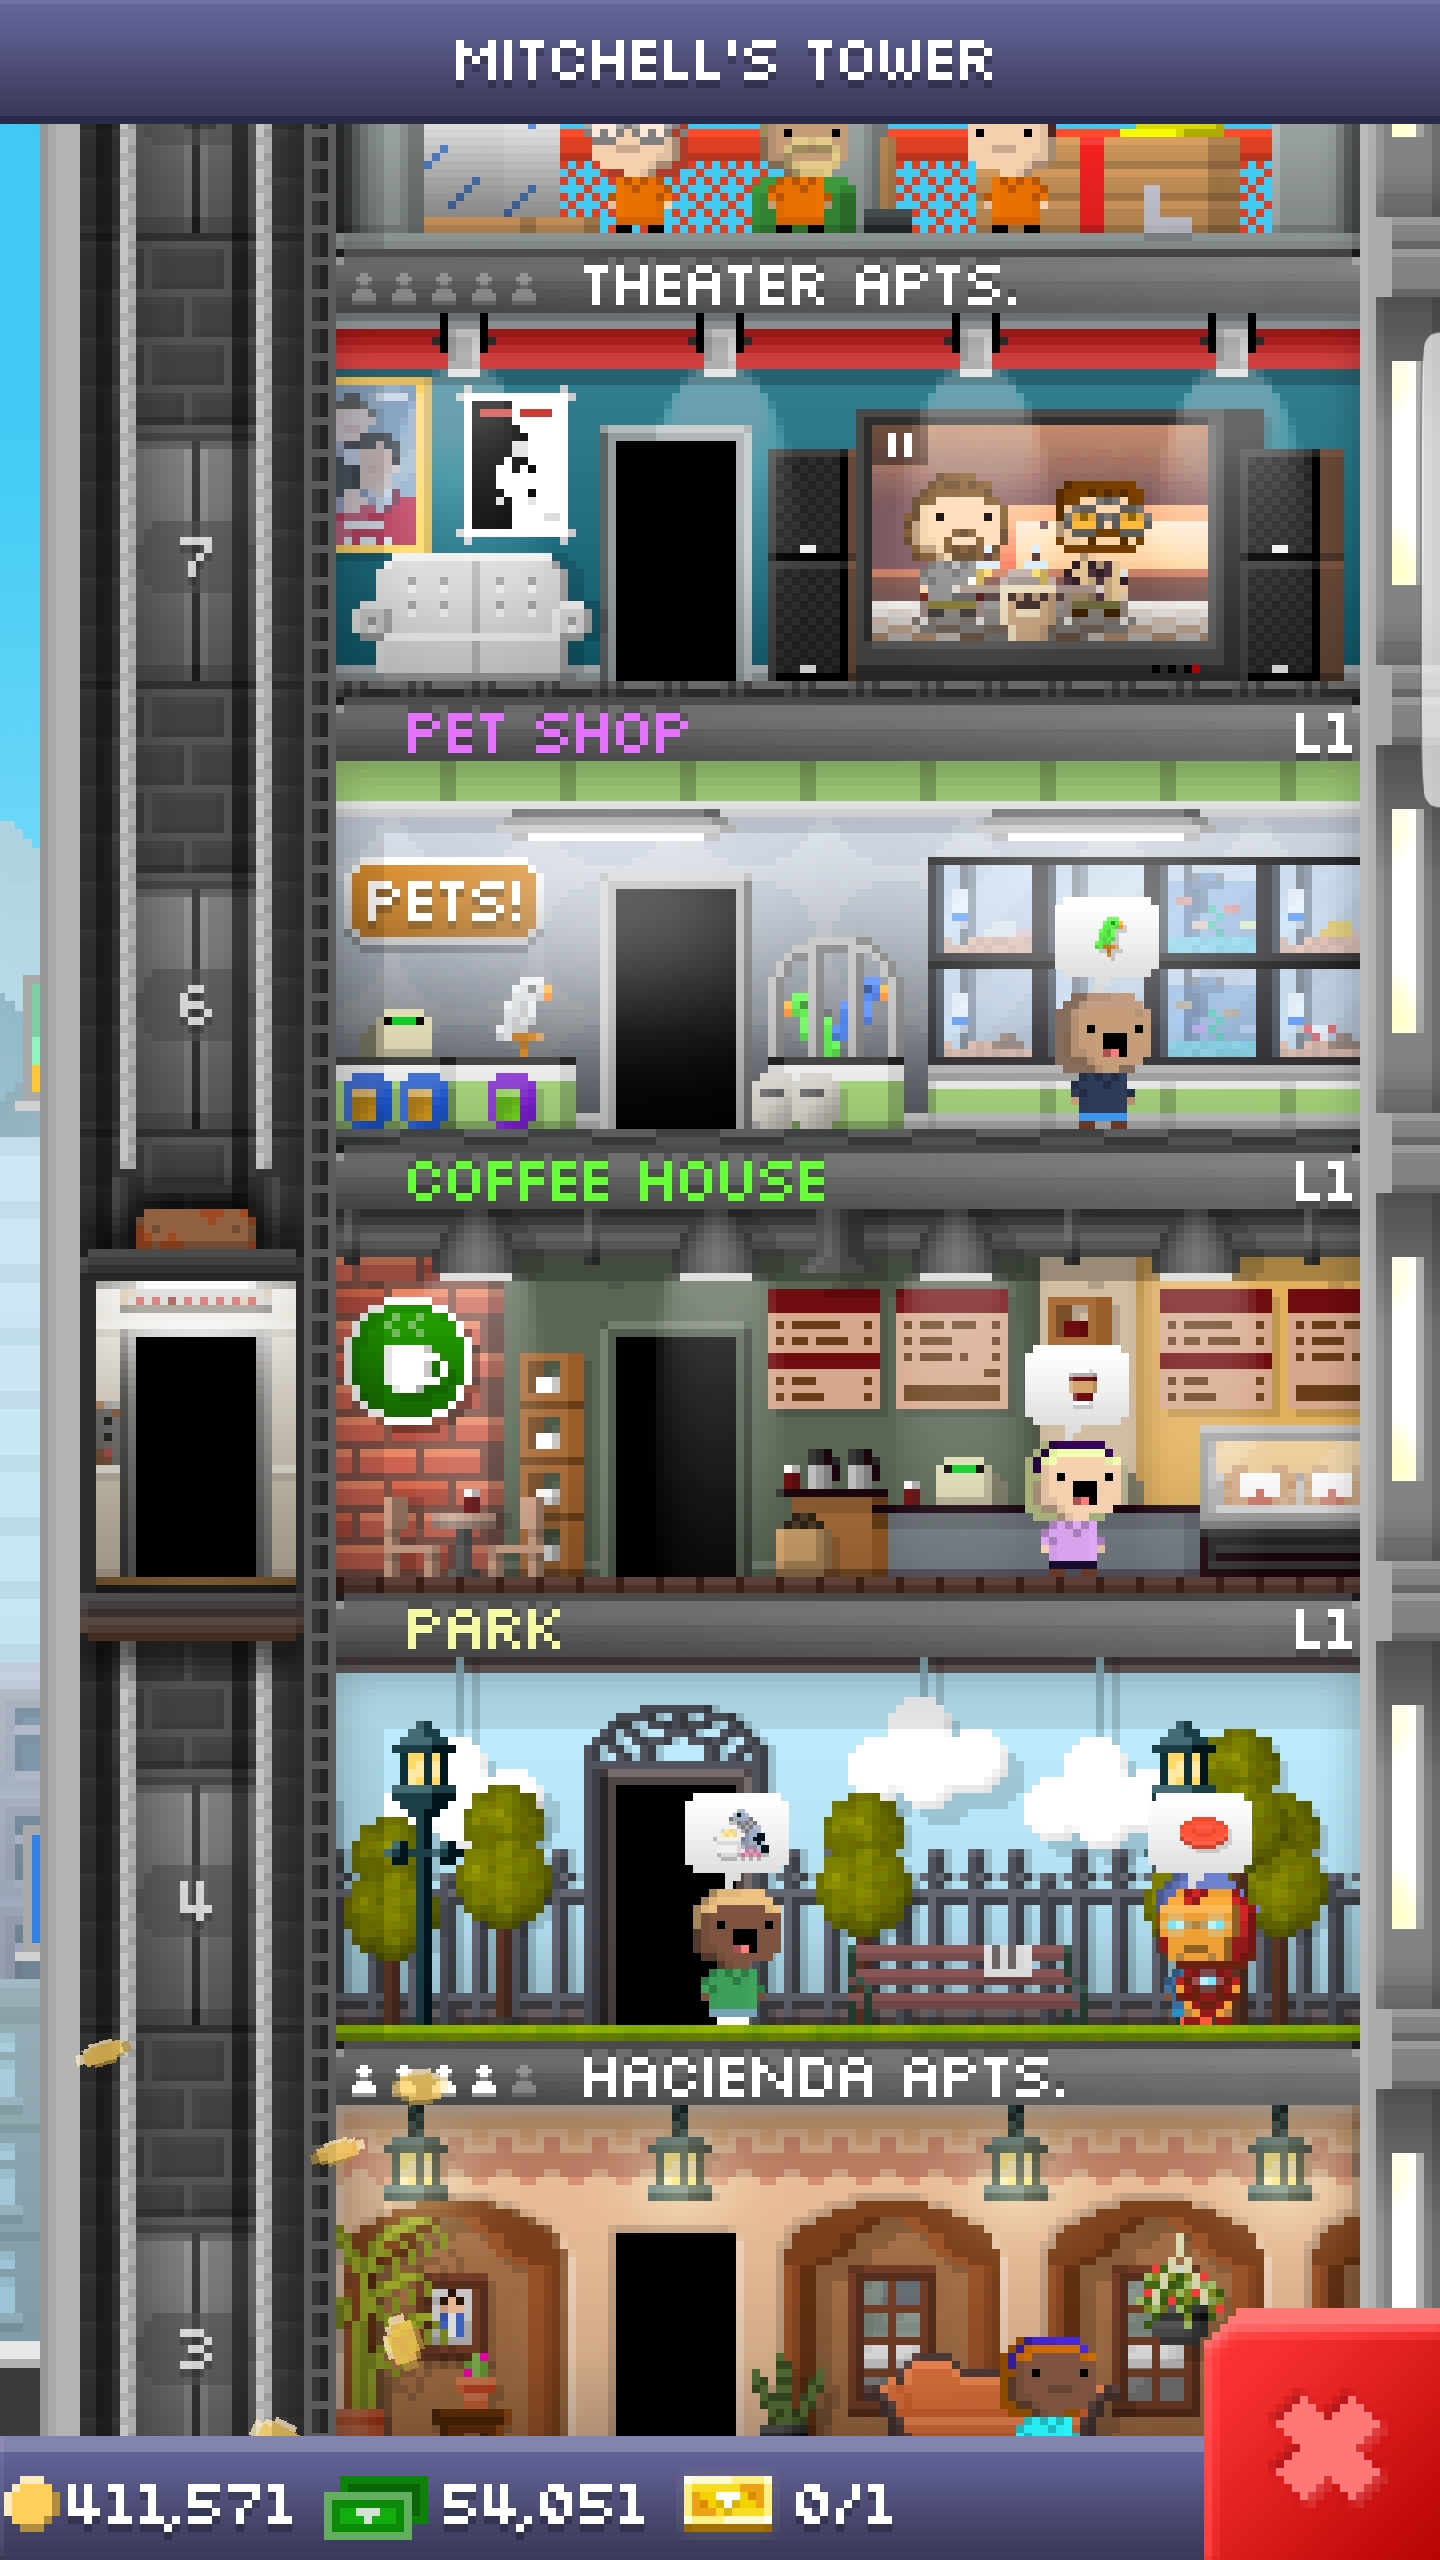 MITCHELL'S TOWER
THEATER APTS.
7
PET SHOP L1
PETS!
6
COFFEE HOUSE L1
PARK L1
4
HACIENDA APTS.
3
411,571 54,051 0/1